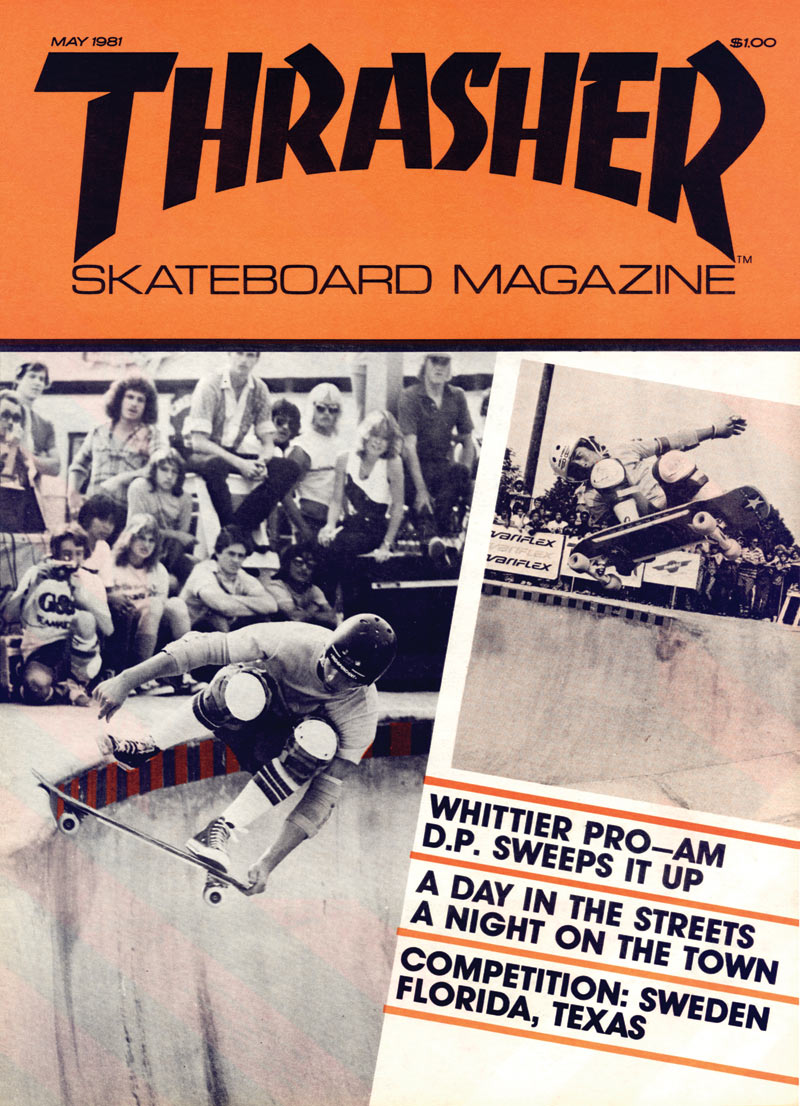 MAY 1981
$1.00
THRASHER
TM
SKATEBOARD MAGAZINE
VARIFLEX
VARIFLEX
VARIFLEX
WHITTIER PRO—AM
D.P. SWEEPS IT UP
A DAY IN THE STREETS
A NIGHT ON THE TOWN
COMPETITION: SWEDEN
FLORIDA, TEXAS